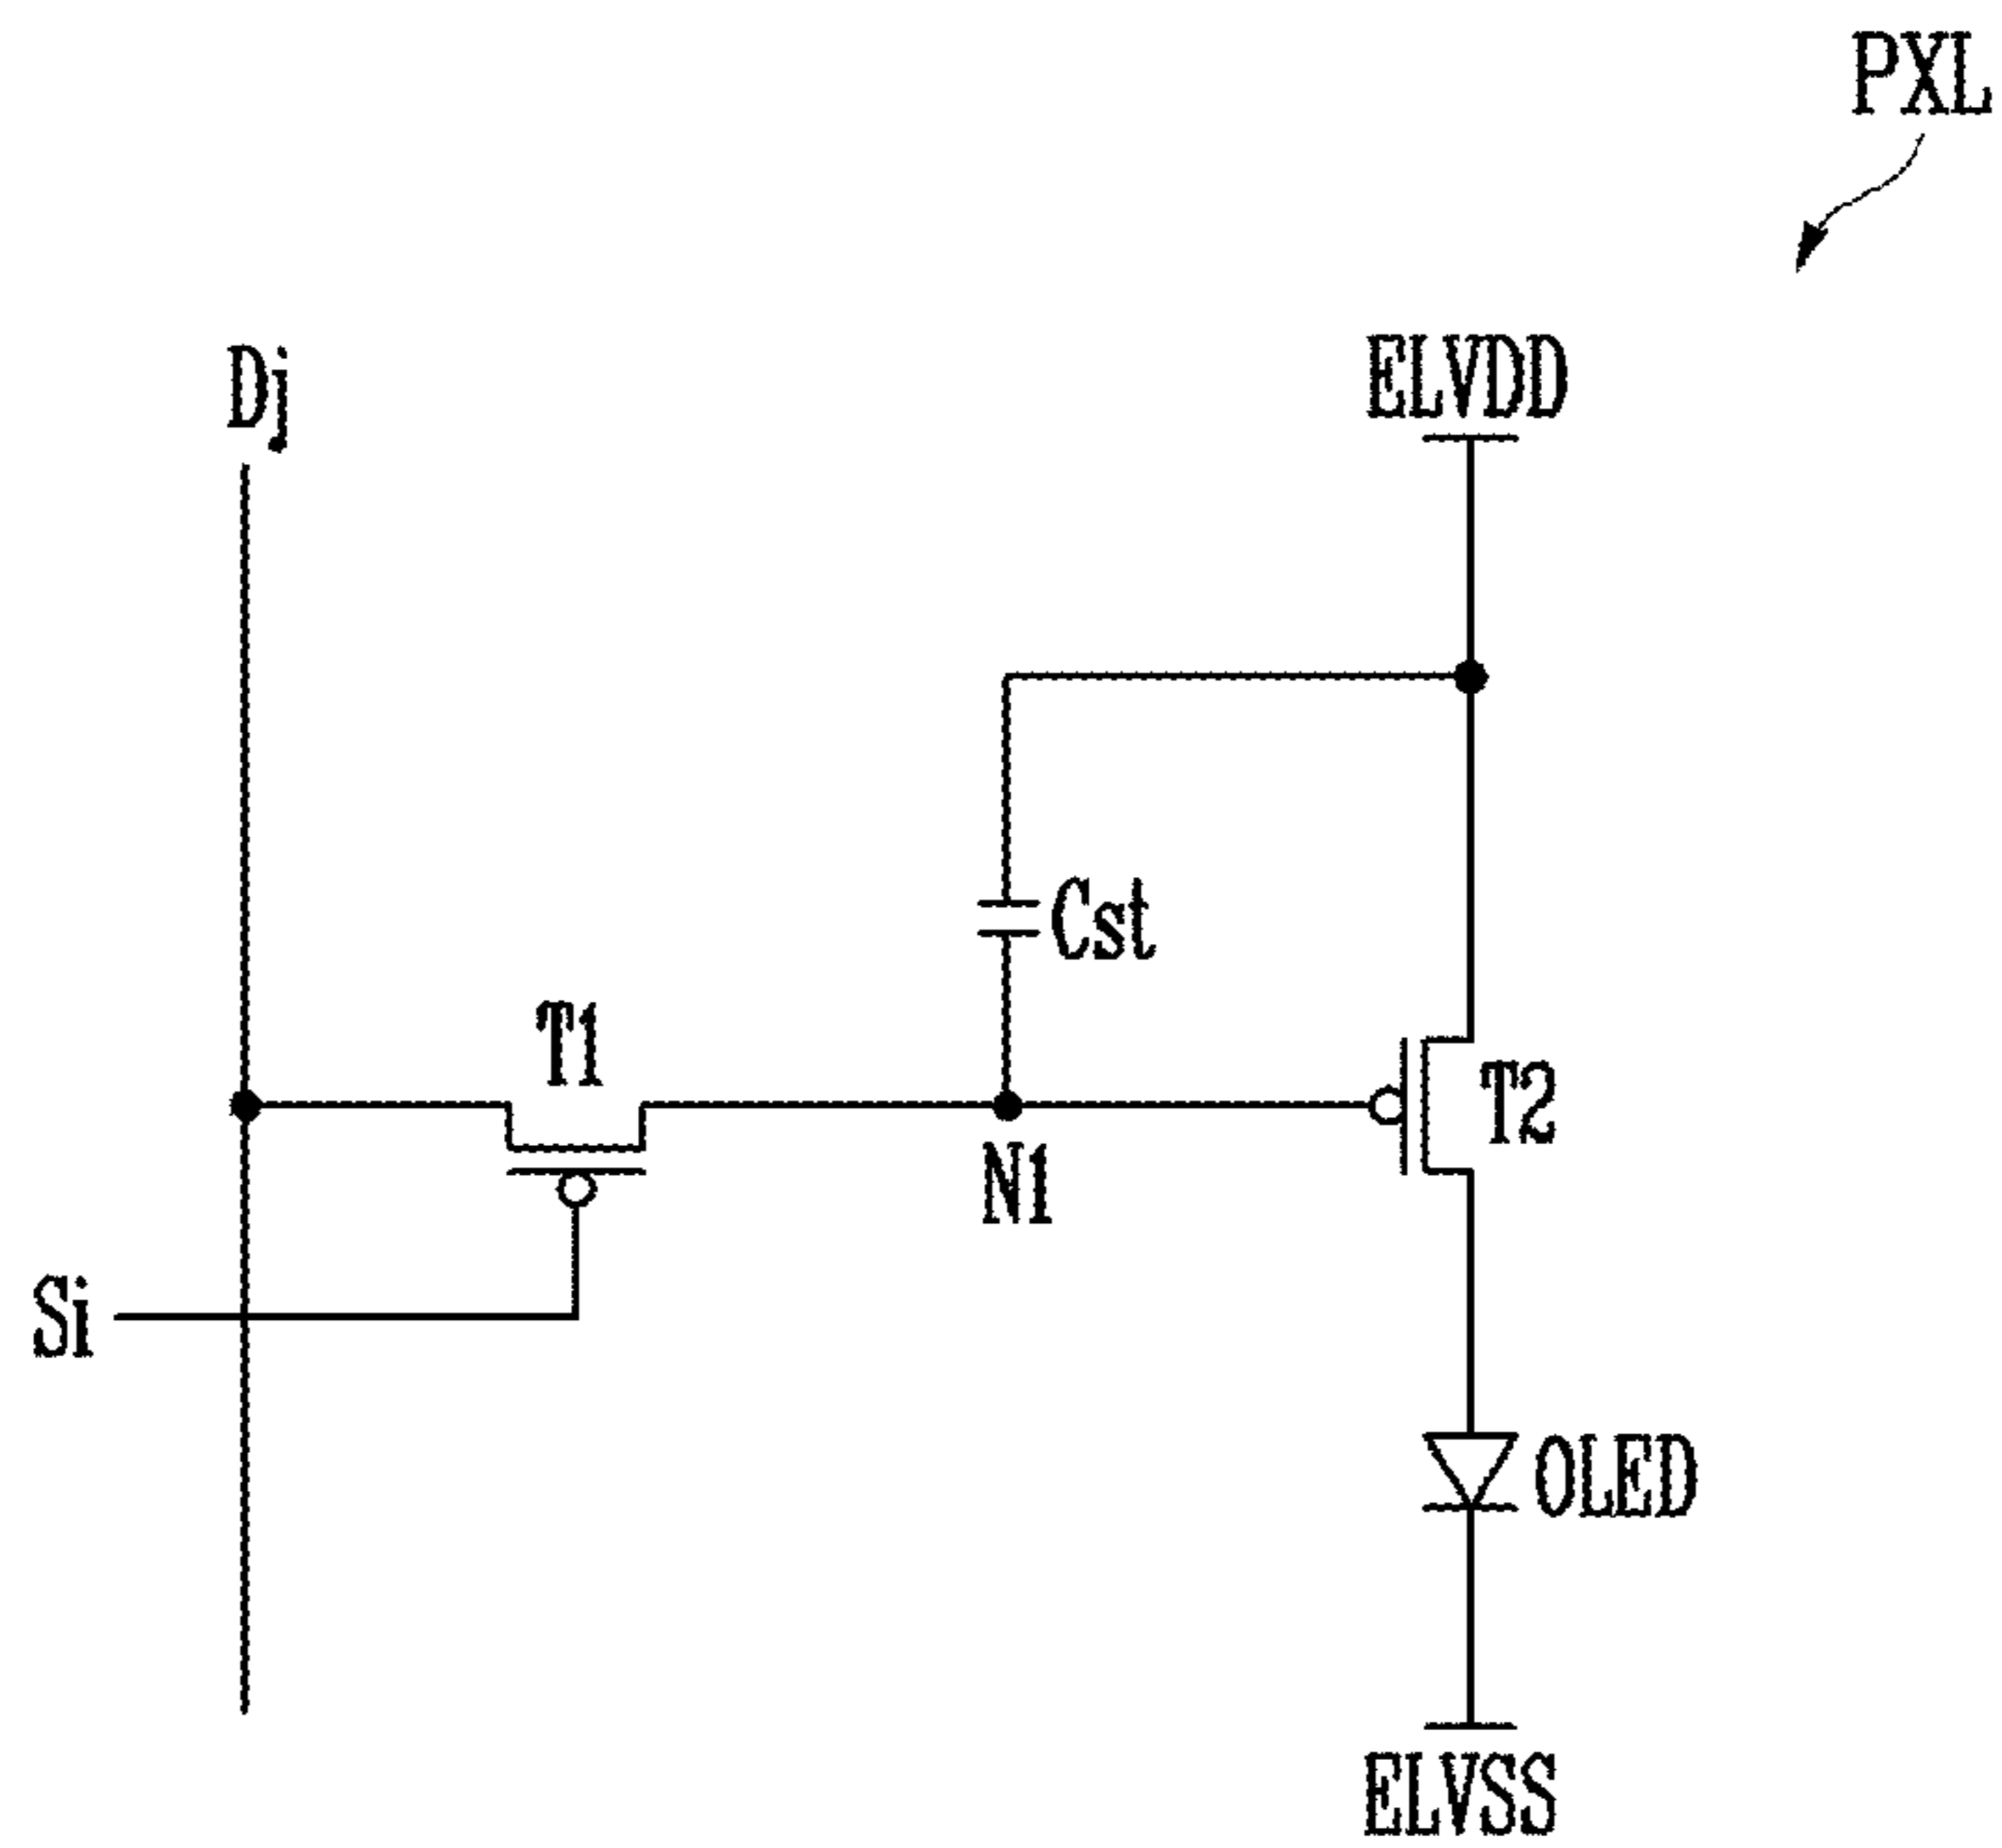 PXL
Dj
ELVDD
Cst
T1
T2
N1
Si
OLED
ELVSS